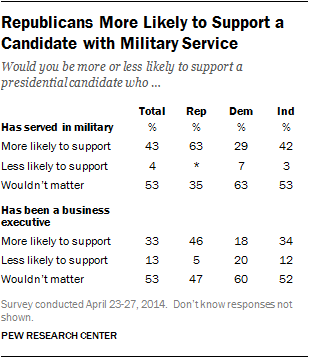 Republicans More Likely to Support a
Candidate with Military Service
Would you be more or less likely to support a
presidential candidate who ...
Total Rep Dem Ind
Has served in military % % % %
More likely to support 43 63 29 42
Less likely to support 4 * 7 3
Wouldn't matter 53 35 63 53
Has been a business
executive
More likely to support 33 46 18 34
Less likely to support 13 5 20 12
Wouldn't matter 53 47 60 52
Survey conducted April 23-27, 2014. Don't know responses not
shown.
PEW RESEARCH CENTER